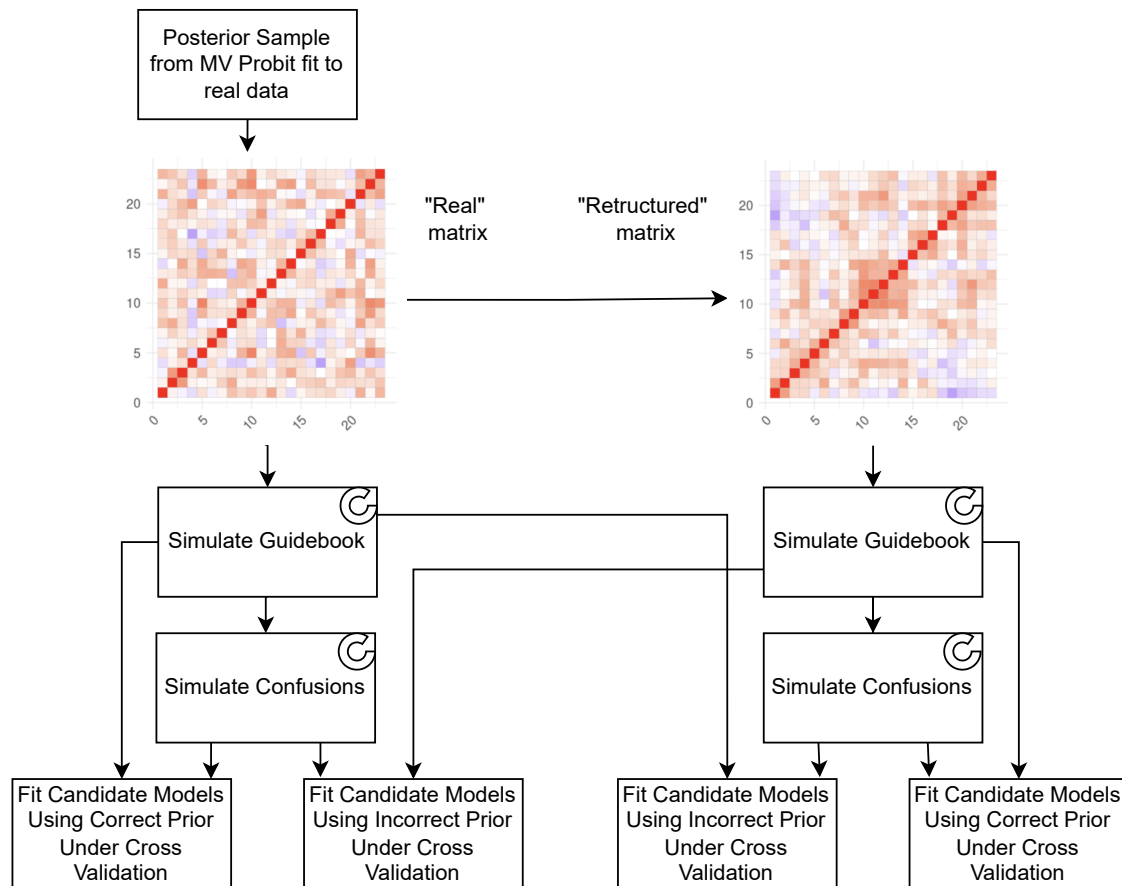 Posterior Sample
from MV Probit fit to
real data
"Real"
matrix
"Retructured"
matrix
20
15
10
5
0
0
5
10
15
20
20
15
10
5
0
0
5
10
15
20
Simulate Guidebook
Simulate Guidebook
Simulate Confusions
Simulate Confusions
Fit Candidate Models
Using Correct Prior
Under Cross
Validation
Fit Candidate Models
Using Incorrect Prior
Under Cross
Validation
Fit Candidate Models
Using Incorrect Prior
Under Cross
Validation
Fit Candidate Models
Using Correct Prior
Under Cross
Validation